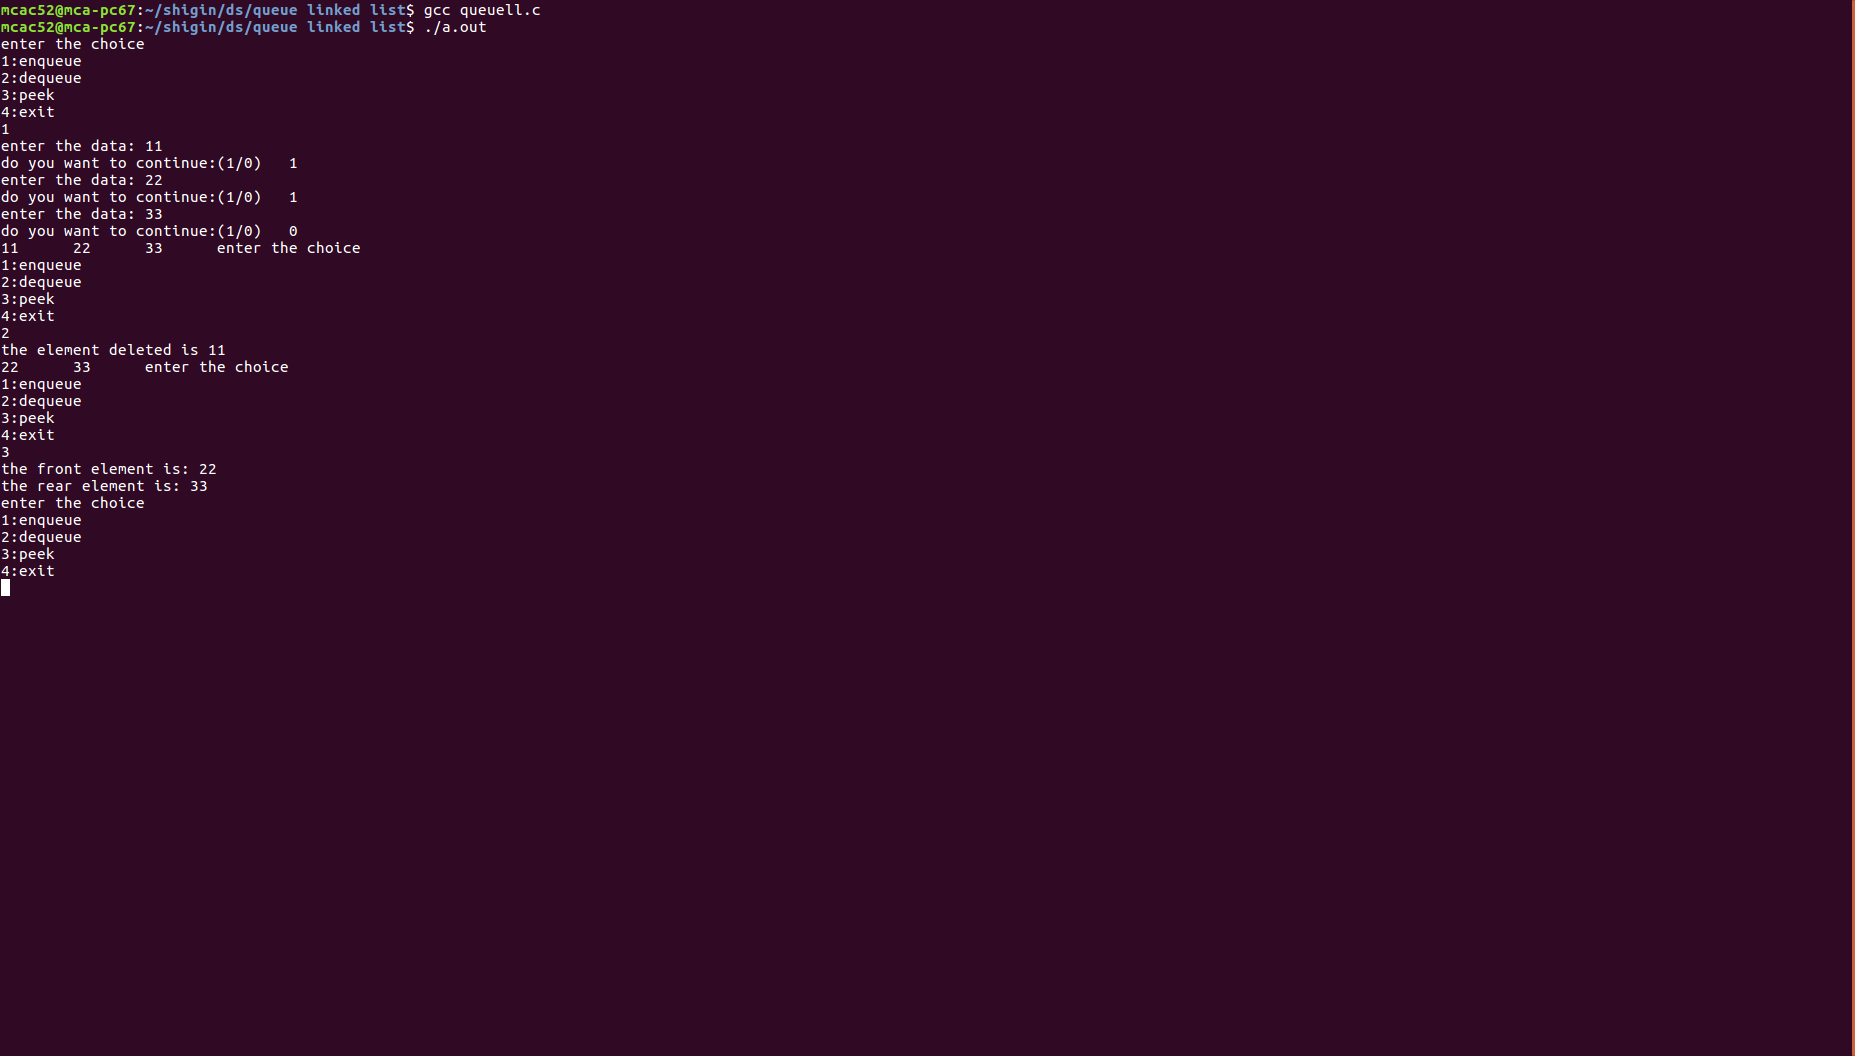 mcac52@mca-pc67:~/shigin/ds/queue linked list$ gcc queuell.c
mcac52@mca-pc67:~/shigin/ds/queue linked list$ ./a.out
enter the choice
1:enqueue
2:dequeue
3:peek
4:exit
1
enter the data: 11
do you want to continue:(1/0)   1
enter the data: 22
do you want to continue:(1/0)   1
enter the data: 33
do you want to continue:(1/0)   0
11      22      33      enter the choice
1:enqueue
2:dequeue
3:peek
4:exit
2
the element deleted is 11
22      33      enter the choice
1:enqueue
2:dequeue
3:peek
4:exit
3
the front element is: 22
the rear element is: 33
enter the choice
1:enqueue
2:dequeue
3:peek
4:exit